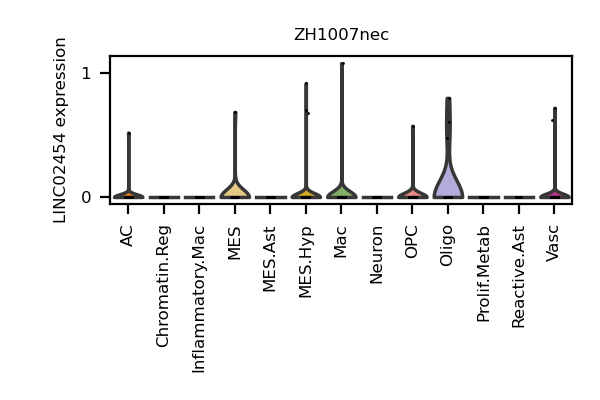 ZH1007nec
LINC02454 expression
1
0
AC
Chromatin.Reg
Inflammatory.Mac
MES
MES.Ast
MES.Hyp
Mac
Neuron
OPC
Oligo
Prolif.Metab
Reactive.Ast
Vasc